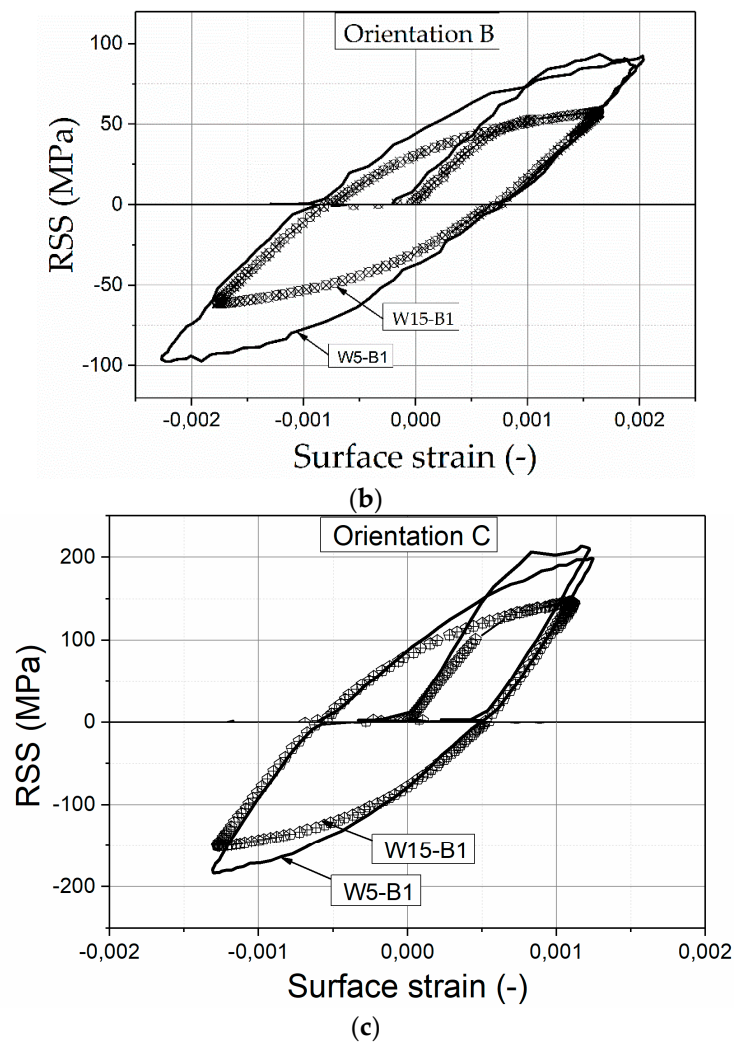 Orientation B
100
50
0
-50
-100
RSS (MPa)
W15-B1
W5-B1
-0,002 -0,001 0,000 0,001 0,002
Surface strain (-)
(b)
Orientation C
200
100
0
-100
-200
RSS (MPa)
W15-B1
W5-B1
-0,002 -0,001 0,000 0,001 0,002
Surface strain (-)
(c)